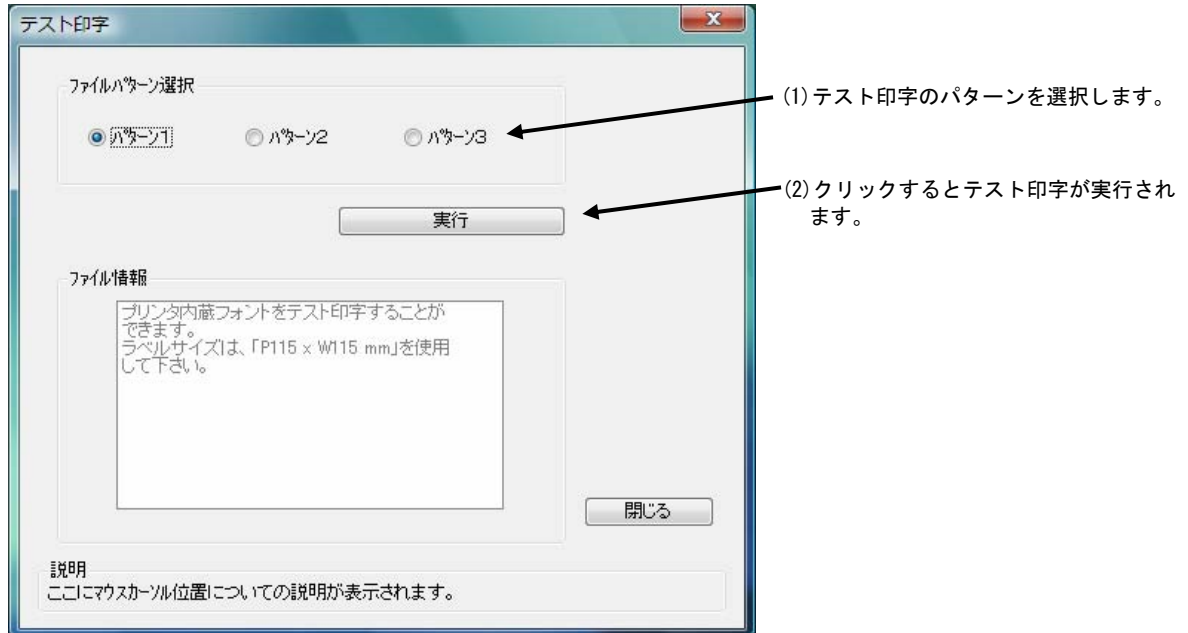 テスト印字
ファイルパターン選択
パターン1 パターン2 パターン3
(1)テスト印字のパターンを選択します。
(2)クリックするとテスト印字が実行され
ます。
実行
ファイル情報
プリンタ内蔵フォントをテスト印字することが
できます。
ラベルサイズは、「P115 x W115 mm」を使用
して下さい。
閉じる
説明
ここにマウスカーソル位置についての説明が表示されます。